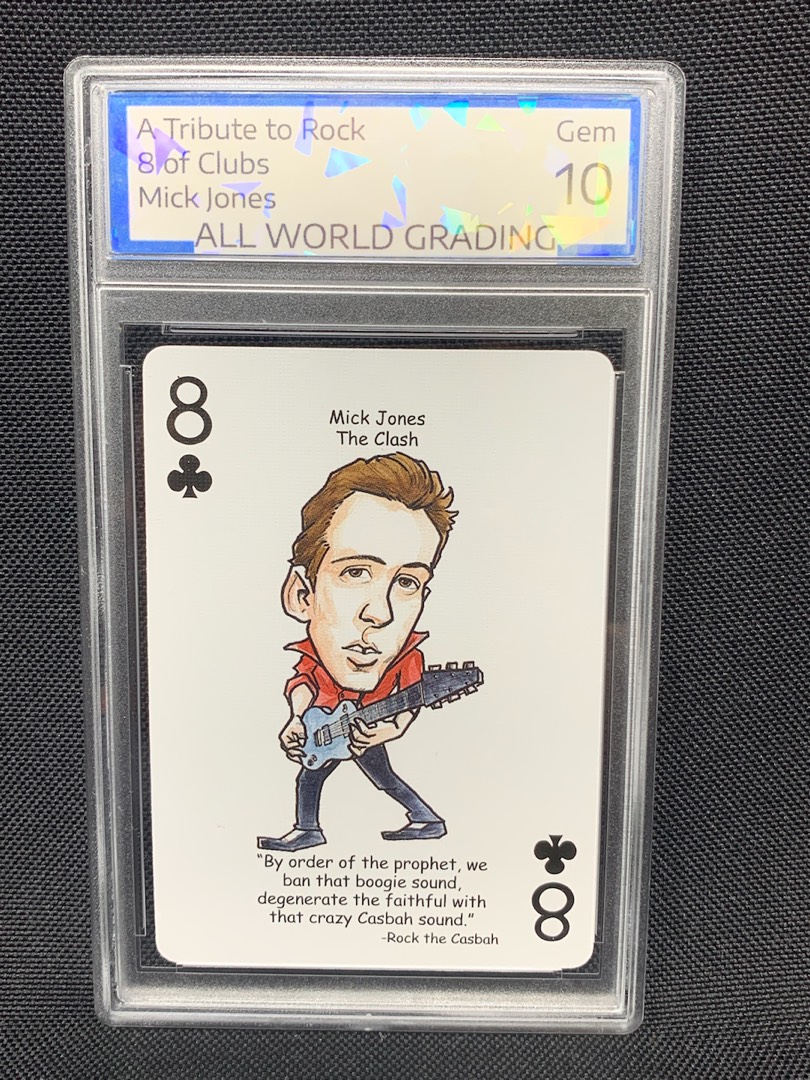 A Tribute to Rock
Gem
8 of Clubs
10
Mick Jones
ALL WORLD GRADING
8
Mick Jones
The Clash
"By order of the prophet, we
ban that boogie sound,
degenerate the faithful with
that crazy Casbah sound."
-Rock the Casbah
8